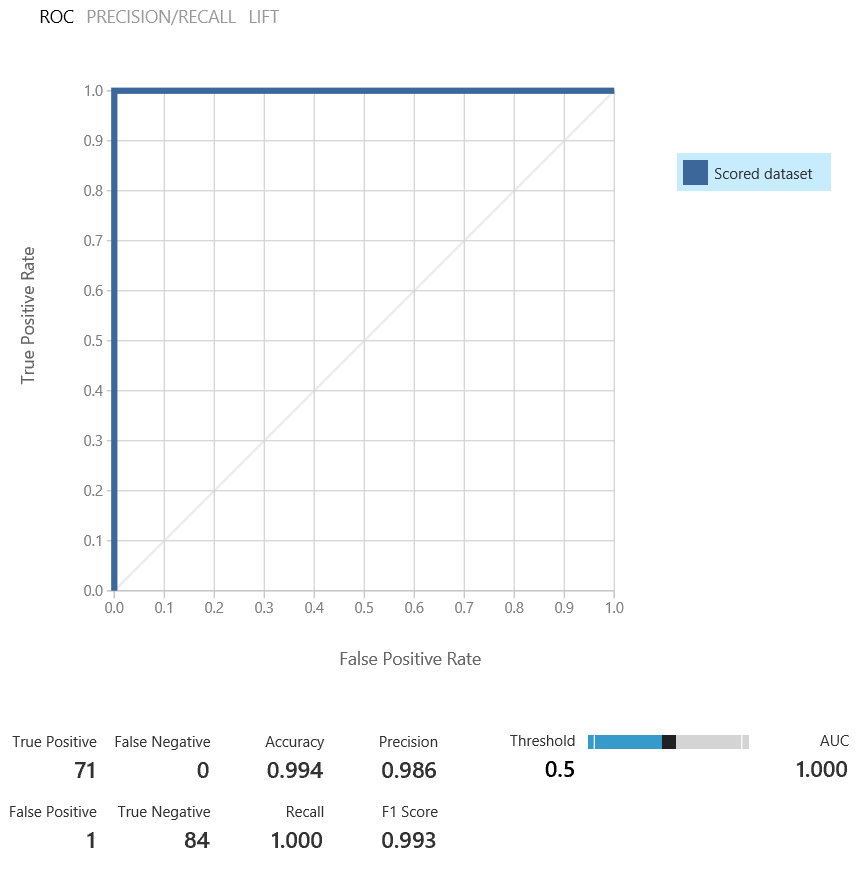 ROC PRECISION/RECALL LIFT
1.0
0.9
0.8
0.7
0.6
0.5
0.4
0.3
0.2
0.1
0.0
True Positive Rate
Scored dataset
0.0 0.1 0.2 0.3 0.4 0.5 0.6 0.7 0.8 0.9 1.0
False Positive Rate
True Positive False Negative Accuracy Precision Threshold AUC
71 0 0.994 0.986 0.5 1.000
False Positive True Negative Recall F1 Score
1 84 1.000 0.993